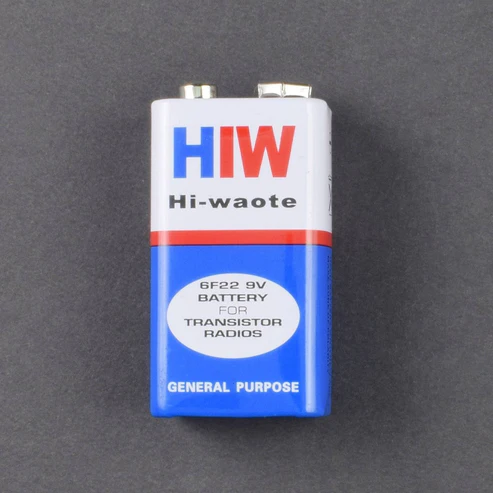 HIW
Hi-waote
6F22 9V
BATTERY
FOR
TRANSISTOR
RADIOS
GENERAL PURPOSE